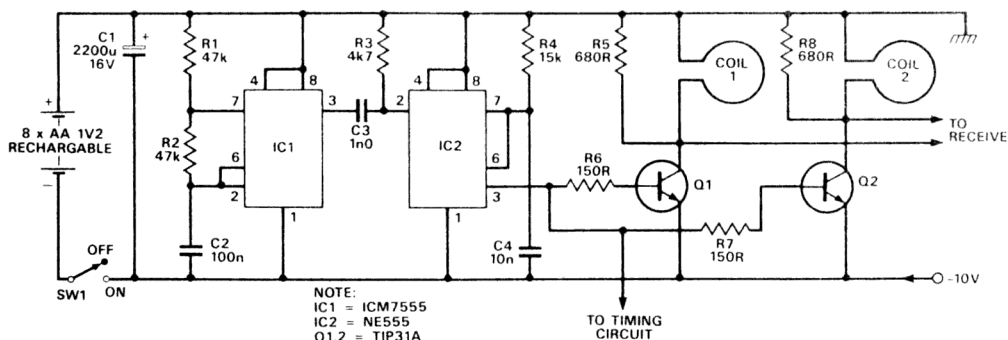 C1
2200u
16V
+
R1
47k
R3
4k7
R4
15k
R5
680R
COIL
1
R8
680R
COIL
2
4
8
7
3
IC1
C3
1n0
4
8
2
7
IC2
6
3
TO
RECEIVE
+
8 x AA 1V2
RECHARGABLE
–
R2
47k
6
2
1
1
R6
150R
Q1
Q2
R7
150R
C2
100n
C4
10n
OFF
SW1
ON
–10V
NOTE:
IC1 = ICM7555
IC2 = NE555
Q1,2 = TIP31A
TO TIMING
CIRCUIT